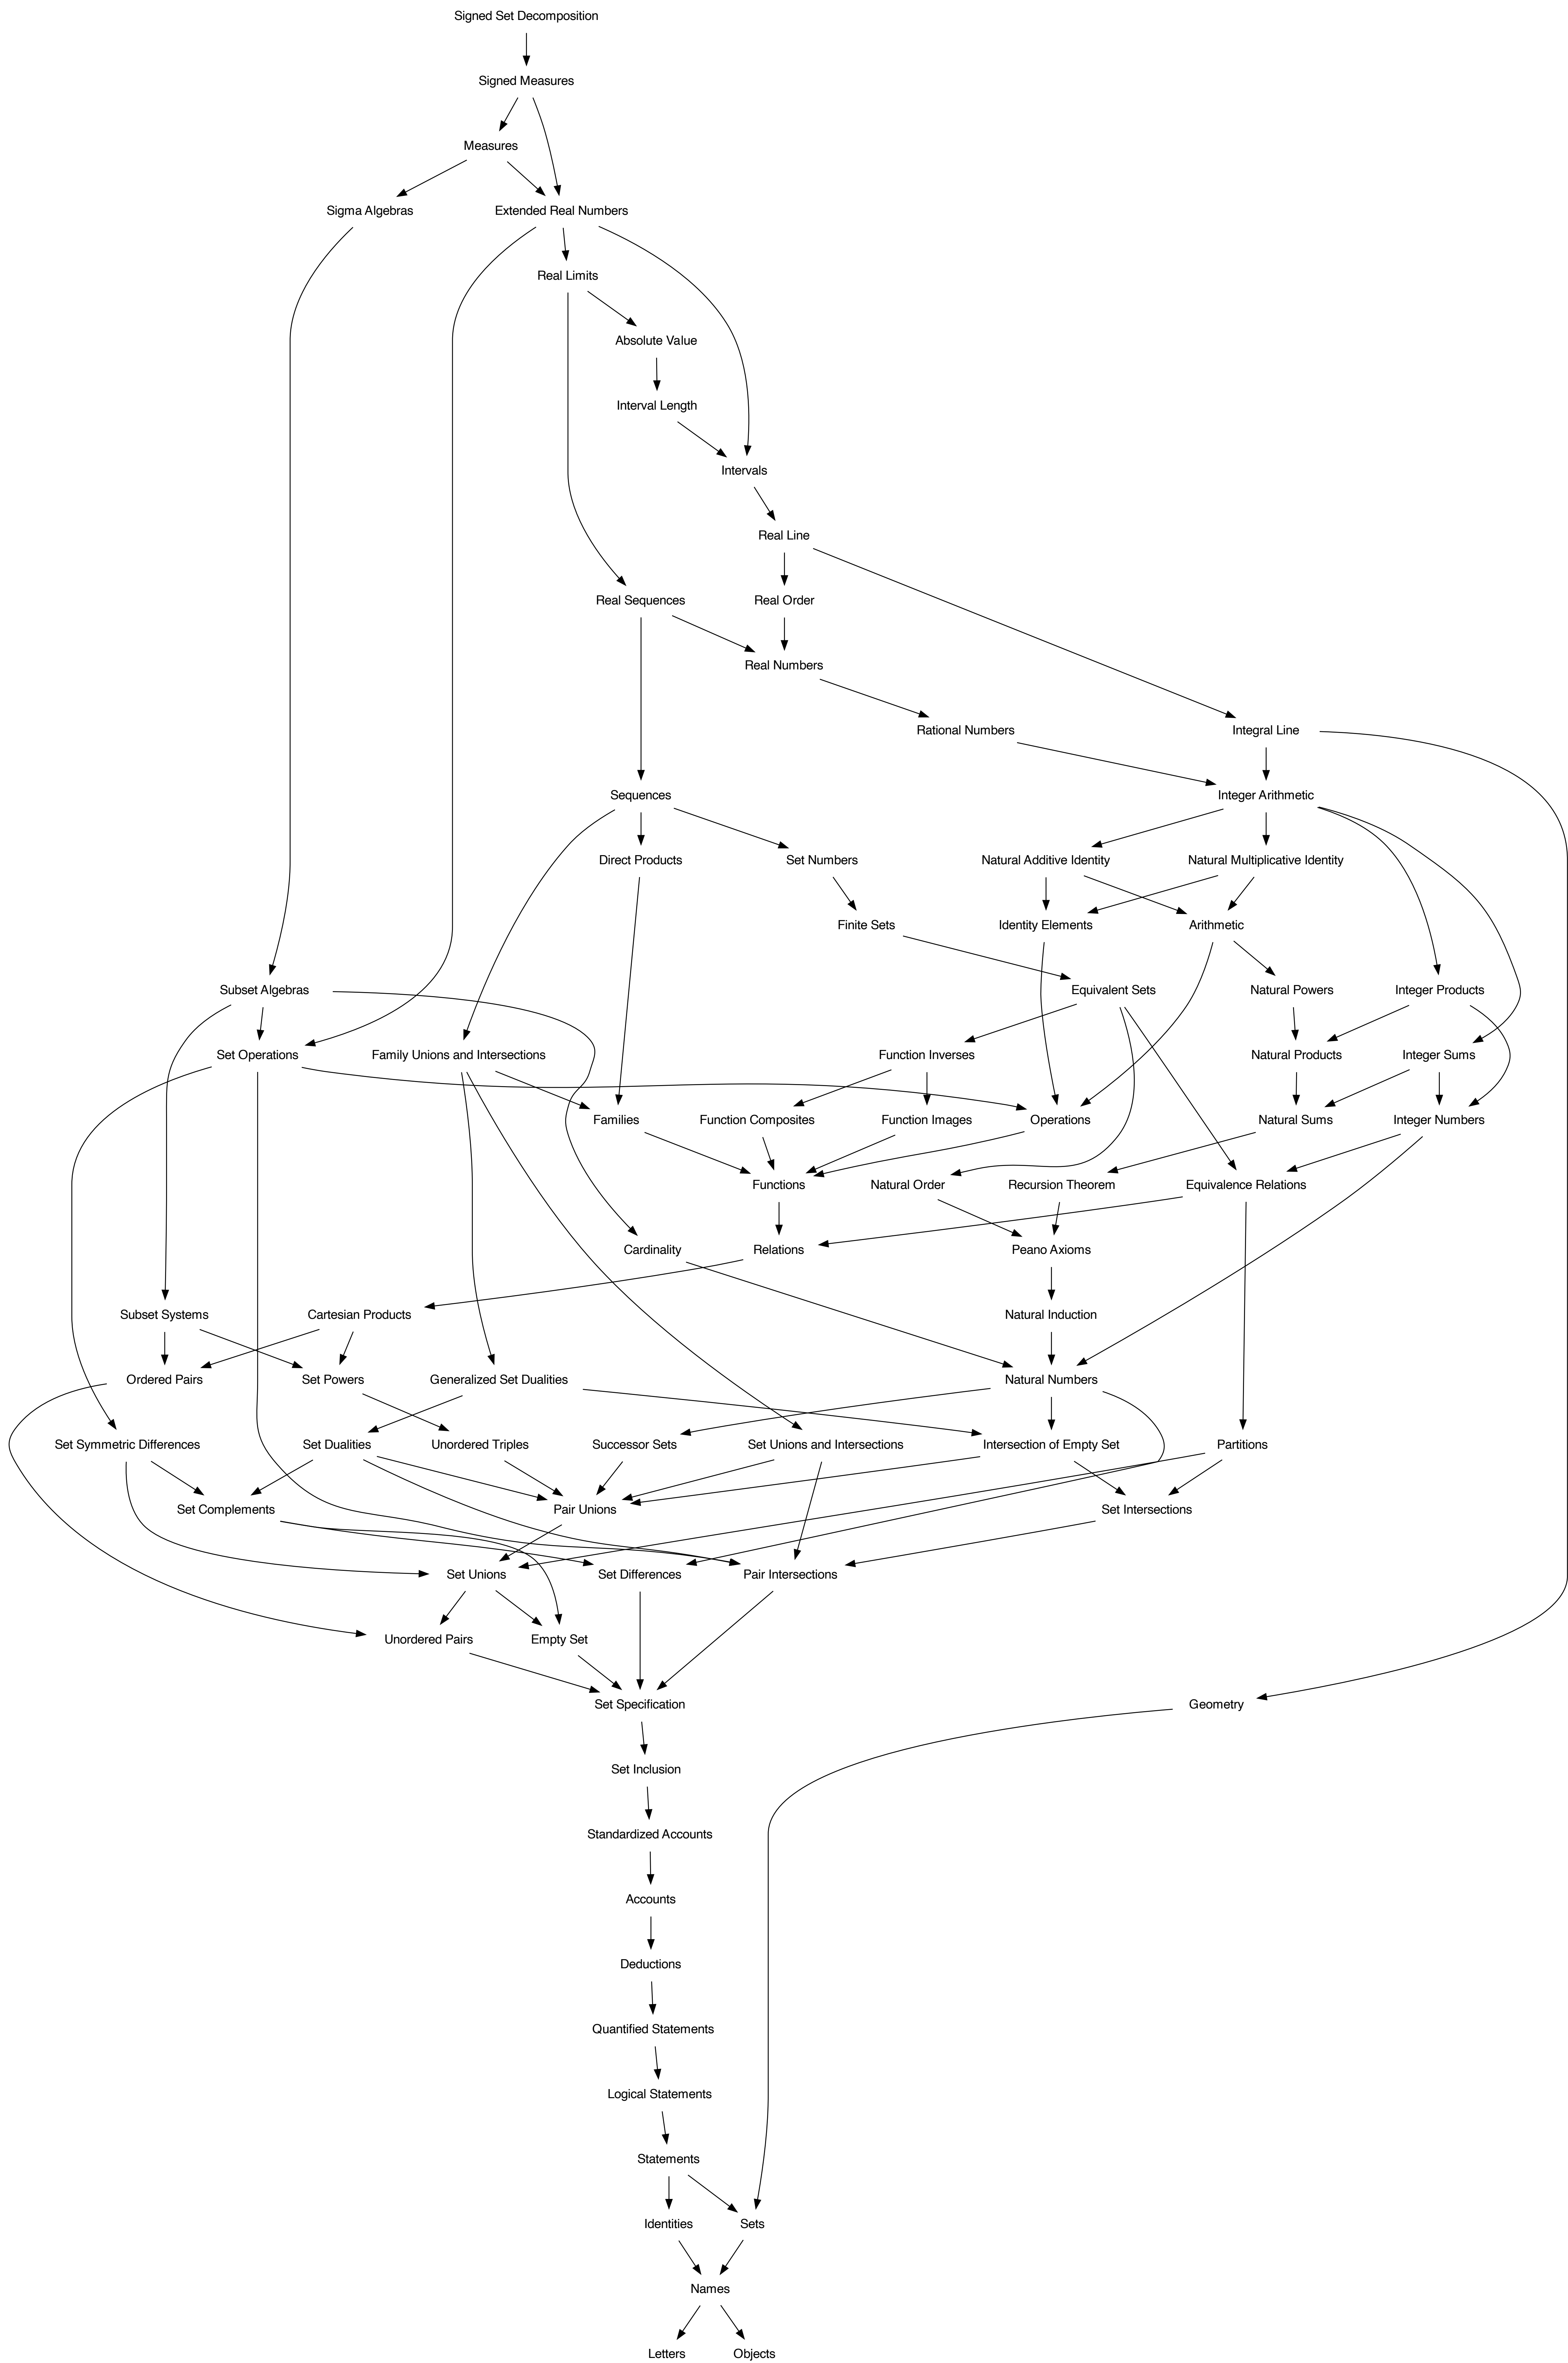 Signed Set Decomposition
Signed Measures
Measures
Sigma Algebras
Extended Real Numbers
Real Limits
Absolute Value
Interval Length
Intervals
Real Line
Real Sequences
Real Order
Real Numbers
Rational Numbers
Integral Line
Sequences
Integer Arithmetic
Direct Products
Set Numbers
Natural Additive Identity
Natural Multiplicative Identity
Finite Sets
Identity Elements
Arithmetic
Subset Algebras
Equivalent Sets
Natural Powers
Integer Products
Set Operations
Family Unions and Intersections
Function Inverses
Natural Products
Integer Sums
Families
Function Composites
Function Images
Operations
Natural Sums
Integer Numbers
Functions
Natural Order
Recursion Theorem
Equivalence Relations
Cardinality
Relations
Peano Axioms
Subset Systems
Cartesian Products
Natural Induction
Ordered Pairs
Set Powers
Generalized Set Dualities
Natural Numbers
Set Symmetric Differences
Set Dualities
Unordered Triples
Successor Sets
Set Unions and Intersections
Intersection of Empty Set
Partitions
Set Complements
Pair Unions
Set Intersections
Set Unions
Set Differences
Pair Intersections
Unordered Pairs
Empty Set
Set Specification
Geometry
Set Inclusion
Standardized Accounts
Accounts
Deductions
Quantified Statements
Logical Statements
Statements
Identities
Sets
Names
Letters
Objects